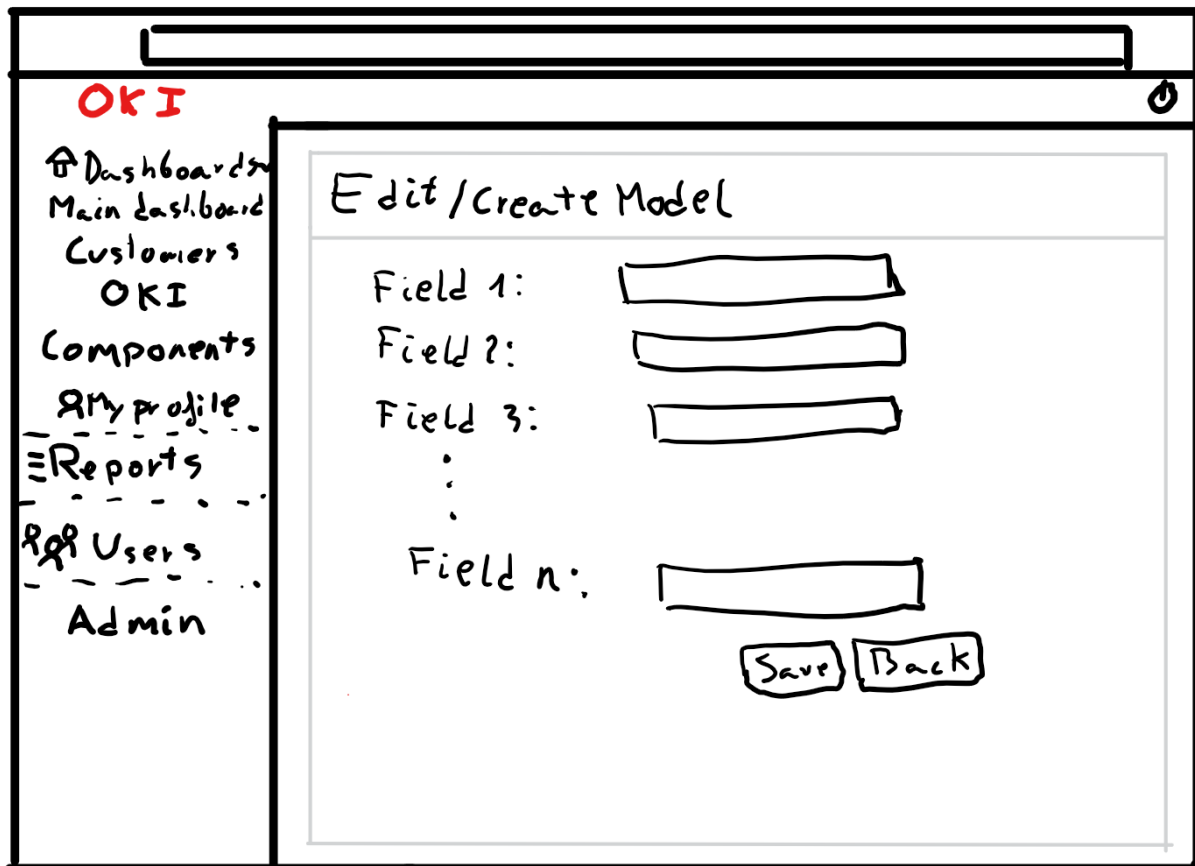 OKI
Dashboards
Main dashboard
Customers
OKI
Components
My profile
Reports
Users
Admin
Edit/Create Model
Field 1:
Field 2:
Field 3:
Field n:
Save Back